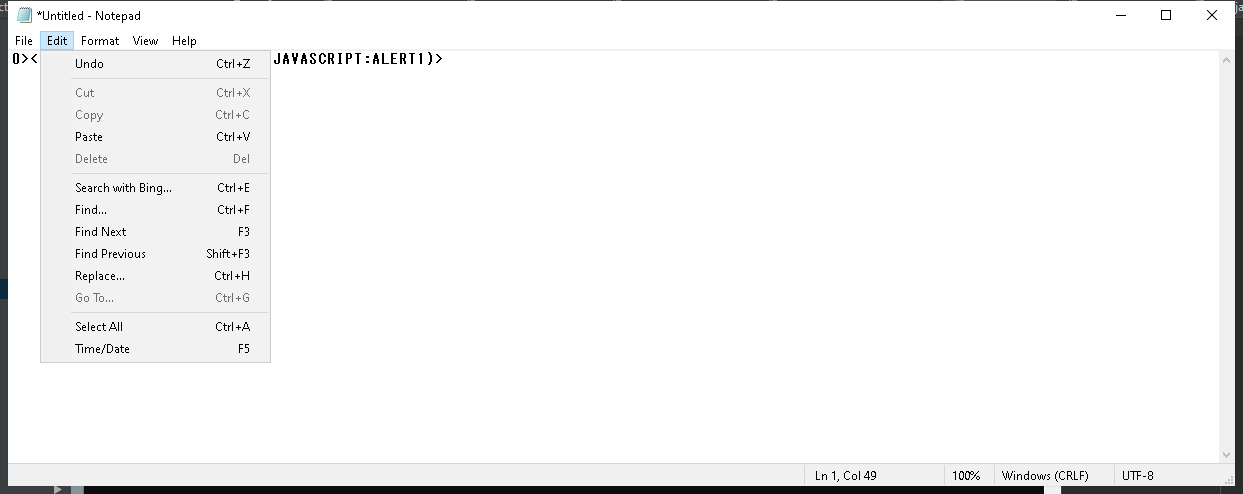 *Untitled - Notepad
File Edit Format View Help
0><JAVASCRIPT:ALERT1)>
Undo Ctrl+Z
Cut Ctrl+X
Copy Ctrl+C
Paste Ctrl+V
Delete Del
Search with Bing... Ctrl+E
Find... Ctrl+F
Find Next F3
Find Previous Shift+F3
Replace... Ctrl+H
Go To... Ctrl+G
Select All Ctrl+A
Time/Date F5
Ln 1, Col 49 100% Windows (CRLF) UTF-8